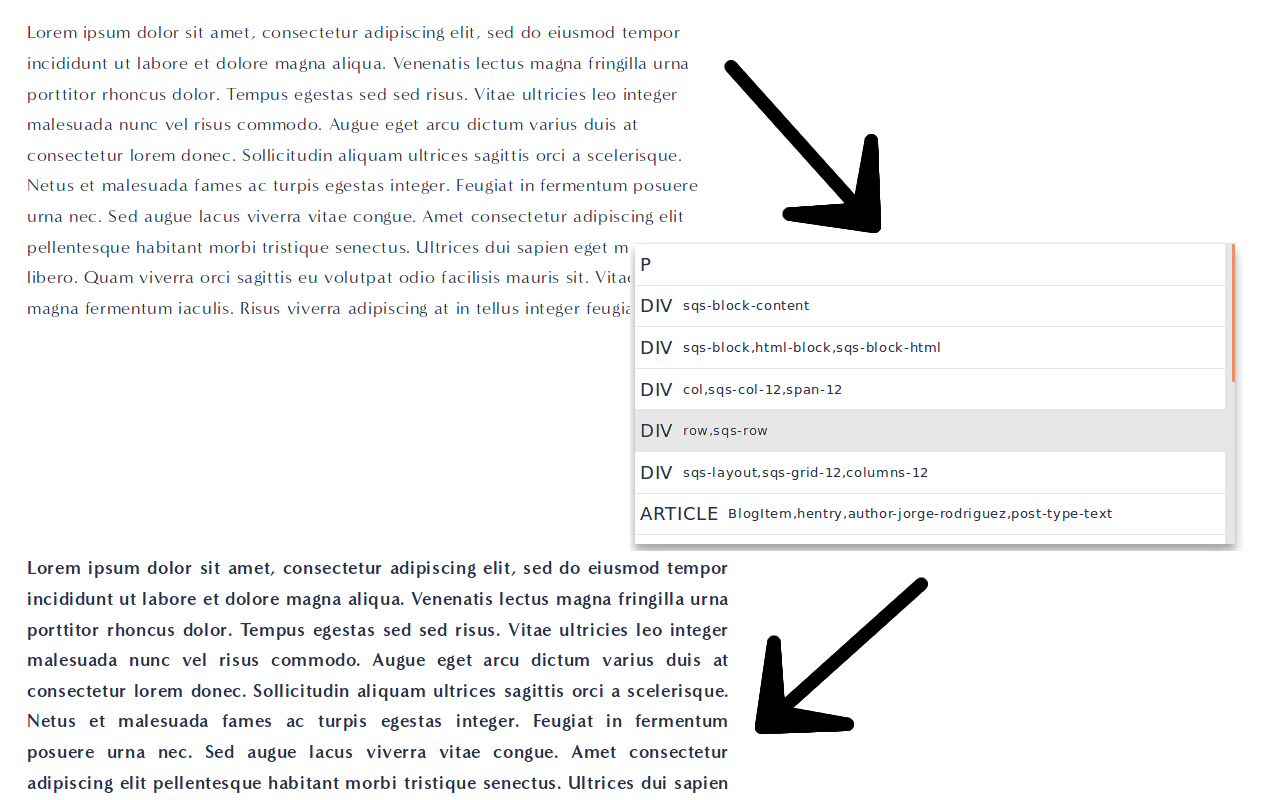 Lorem ipsum dolor sit amet, consectetur adipiscing elit, sed do eiusmod tempor
incididunt ut labore et dolore magna aliqua. Venenatis lectus magna fringilla urna
porttitor rhoncus dolor. Tempus egestas sed sed risus. Vitae ultricies leo integer
malesuada nunc vel risus commodo. Augue eget arcu dictum varius duis at
consectetur lorem donec. Sollicitudin aliquam ultrices sagittis orci a scelerisque.
Netus et malesuada fames ac turpis egestas integer. Feugiat in fermentum posuere
urna nec. Sed augue lacus viverra vitae congue. Amet consectetur adipiscing elit
pellentesque habitant morbi tristique senectus. Ultrices dui sapien eget m
libero. Quam viverra orci sagittis eu volutpat odio facilisis mauris sit. Vitae
magna fermentum iaculis. Risus viverra adipiscing at in tellus integer feugia
P
DIV sqs-block-content
DIV sqs-block,html-block,sqs-block-html
DIV col,sqs-col-12,span-12
DIV row,sqs-row
DIV sqs-layout,sqs-grid-12,columns-12
ARTICLE BlogItem,hentry,author-jorge-rodriguez,post-type-text
Lorem ipsum dolor sit amet, consectetur adipiscing elit, sed do eiusmod tempor
incididunt ut labore et dolore magna aliqua. Venenatis lectus magna fringilla urna
porttitor rhoncus dolor. Tempus egestas sed sed risus. Vitae ultricies leo integer
malesuada nunc vel risus commodo. Augue eget arcu dictum varius duis at
consectetur lorem donec. Sollicitudin aliquam ultrices sagittis orci a scelerisque.
Netus et malesuada fames ac turpis egestas integer. Feugiat in fermentum
posuere urna nec. Sed augue lacus viverra vitae congue. Amet consectetur
adipiscing elit pellentesque habitant morbi tristique senectus. Ultrices dui sapien